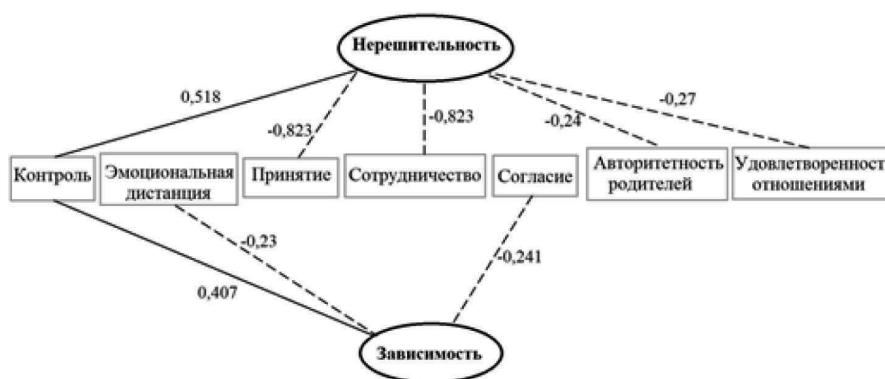 Нерешительность
0,518
-0,823
-0,823
-0,24
-0,27
Контроль
Эмоциональная
дистанция
Принятие
Сотрудничество
Согласие
Авторитетность
родителей
Удовлетворенность
отношениями
-0,23
-0,241
0,407
Зависимость